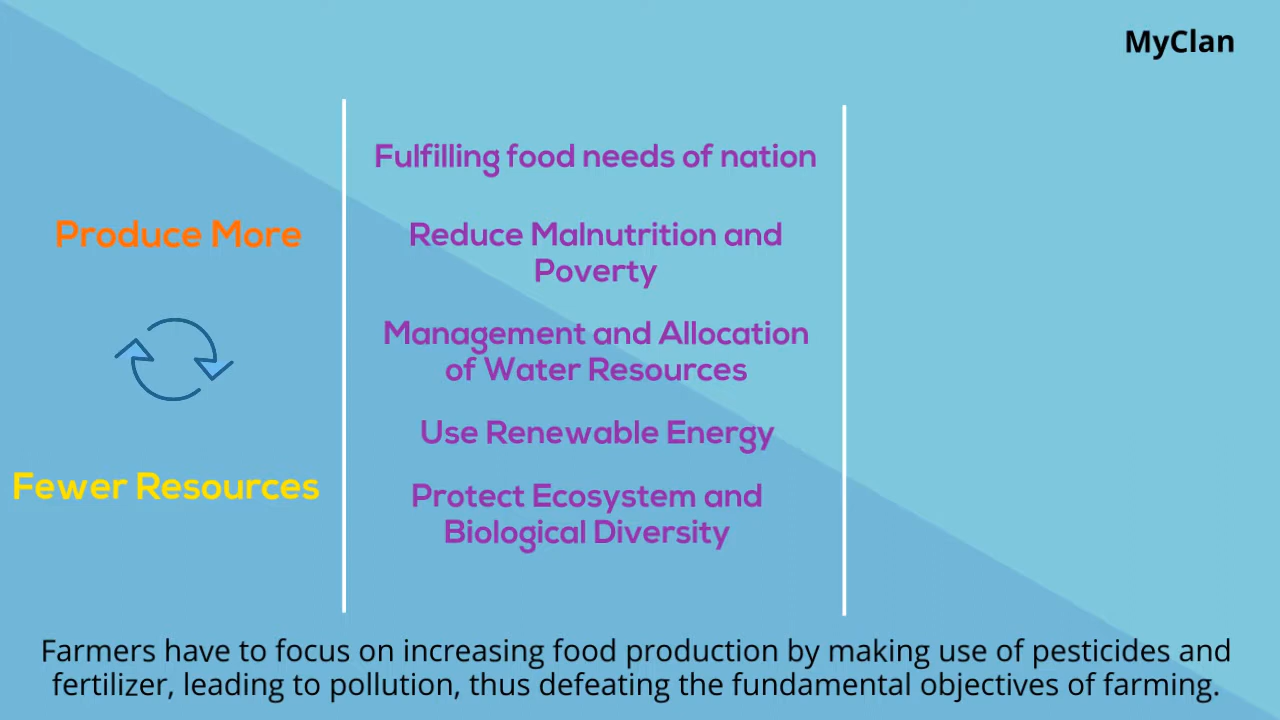 MyClan
Produce More
Fewer Resources
Fulfilling food needs of nation
Reduce Malnutrition and
Poverty
Management and Allocation
of Water Resources
Use Renewable Energy
Protect Ecosystem and
Biological Diversity
Farmers have to focus on increasing food production by making use of pesticides and
fertilizer, leading to pollution, thus defeating the fundamental objectives of farming.